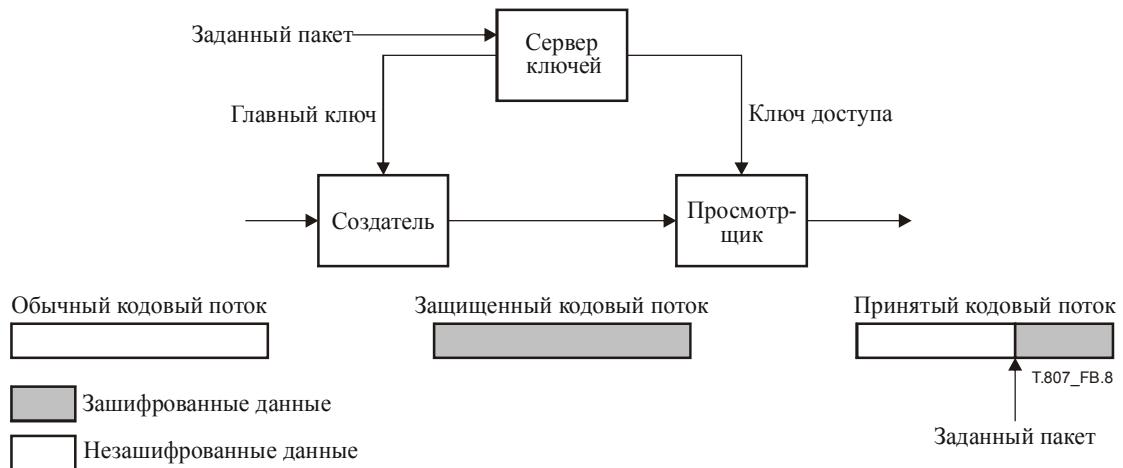 Заданный пакет
Сервер
ключей
Главный ключ
Ключ доступа
Создатель
Просмотр-
щик
Обычный кодовый поток
Защищенный кодовый поток
Принятый кодовый поток
T.807_FB.8
Зашифрованные данные
Заданный пакет
Незашифрованные данные